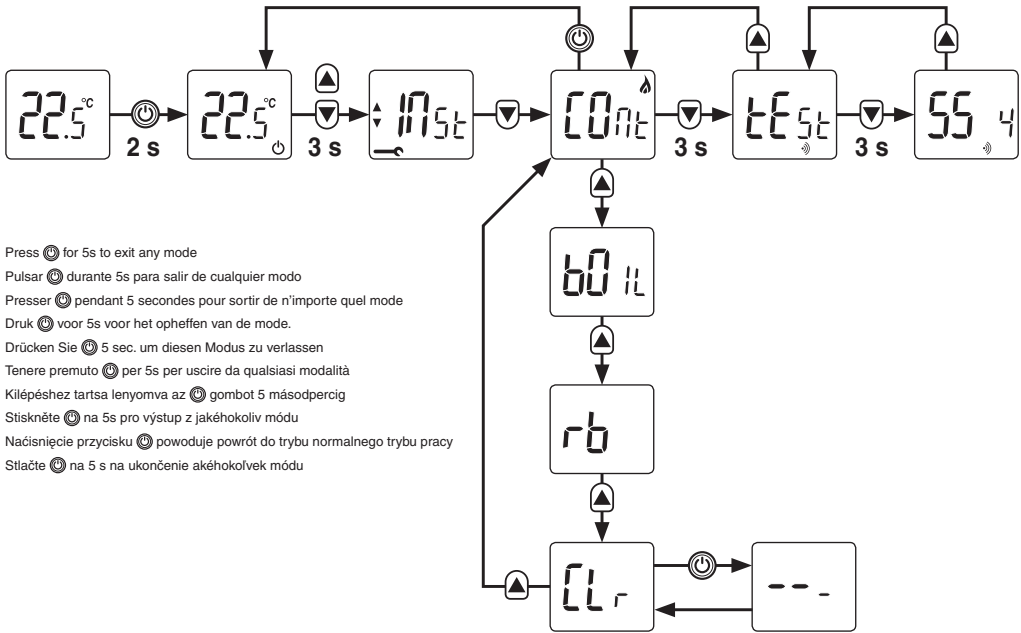 22.5 °C
2 s
22.5 °C
3 s
INSt
CONt
3 s
tESt
3 s
SS 4
bOIL
rb
CLr
--_
Press for 5s to exit any mode
Pulsar durante 5s para salir de cualquier modo
Presser pendant 5 secondes pour sortir de n'importe quel mode
Druk voor 5s voor het opheffen van de mode.
Drücken Sie 5 sec. um diesen Modus zu verlassen
Tenere premuto per 5s per uscire da qualsiasi modalità
Kilépéshez tartsa lenyomva az gombot 5 másodpercig
Stiskněte na 5s pro výstup z jakéhokoliv módu
Naćisnięcie przycisku powoduje powrót do trybu normalnego trybu pracy
Stlačte na 5 s na ukončenie akéhokoľvek módu